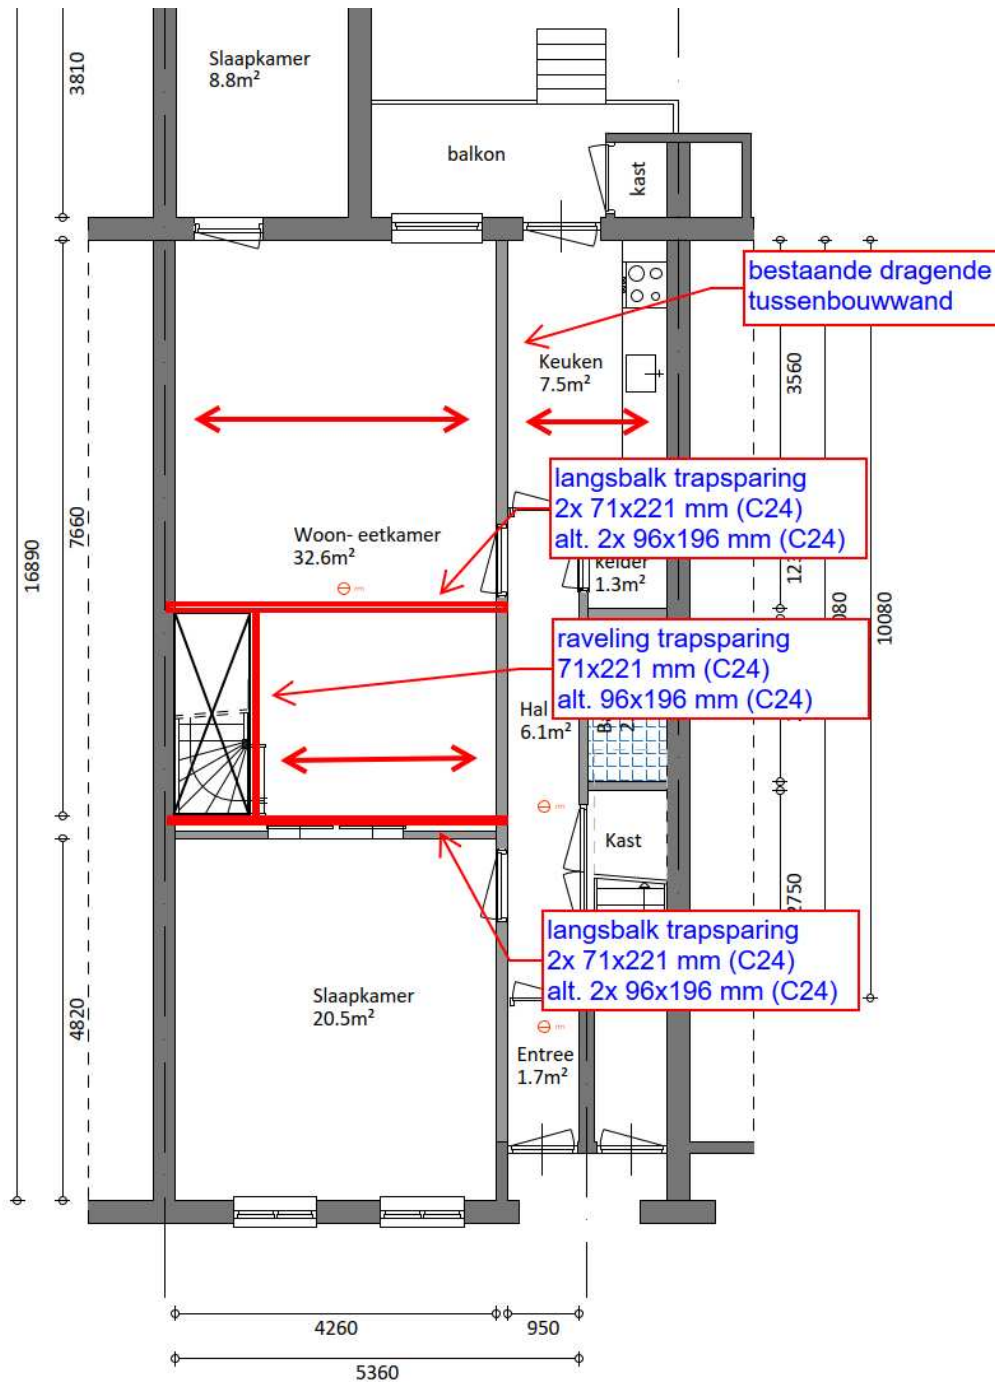 Slaapkamer
8.8m²
3810
balkon
kast
bestaande dragende
tussenbouwwand
Keuken
7.5m²
3560
langsbalk trapsparing
2x 71x221 mm (C24)
alt. 2x 96x196 mm (C24)
Woon- eetkamer
32.6m²
7660
16890
kelder
1.3m²
10080
raveling trapsparing
71x221 mm (C24)
alt. 96x196 mm (C24)
Hal
6.1m²
Kast
2750
langsbalk trapsparing
2x 71x221 mm (C24)
alt. 2x 96x196 mm (C24)
Slaapkamer
20.5m²
4820
Entree
1.7m²
4260
950
5360